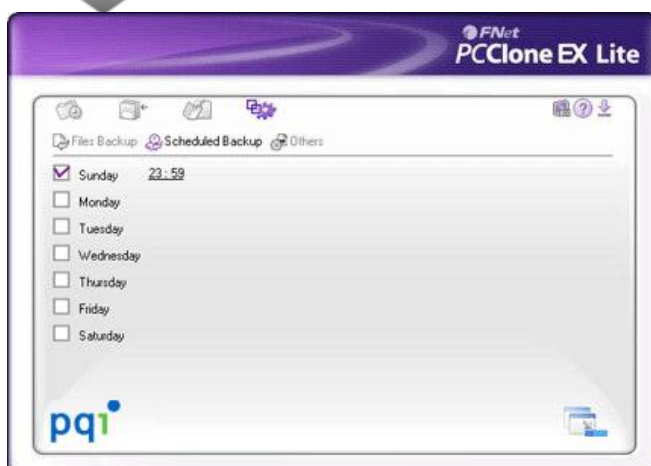 FNet
PCClone EX Lite
Files Backup Scheduled Backup Others
Sunday 23:59
Monday
Tuesday
Wednesday
Thursday
Friday
Saturday
pqi